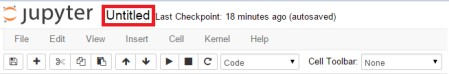 jupyter Untitled Last Checkpoint: 18 minutes ago (autosaved)
File Edit View Insert Cell Kernel Help
Code Cell Toolbar: None